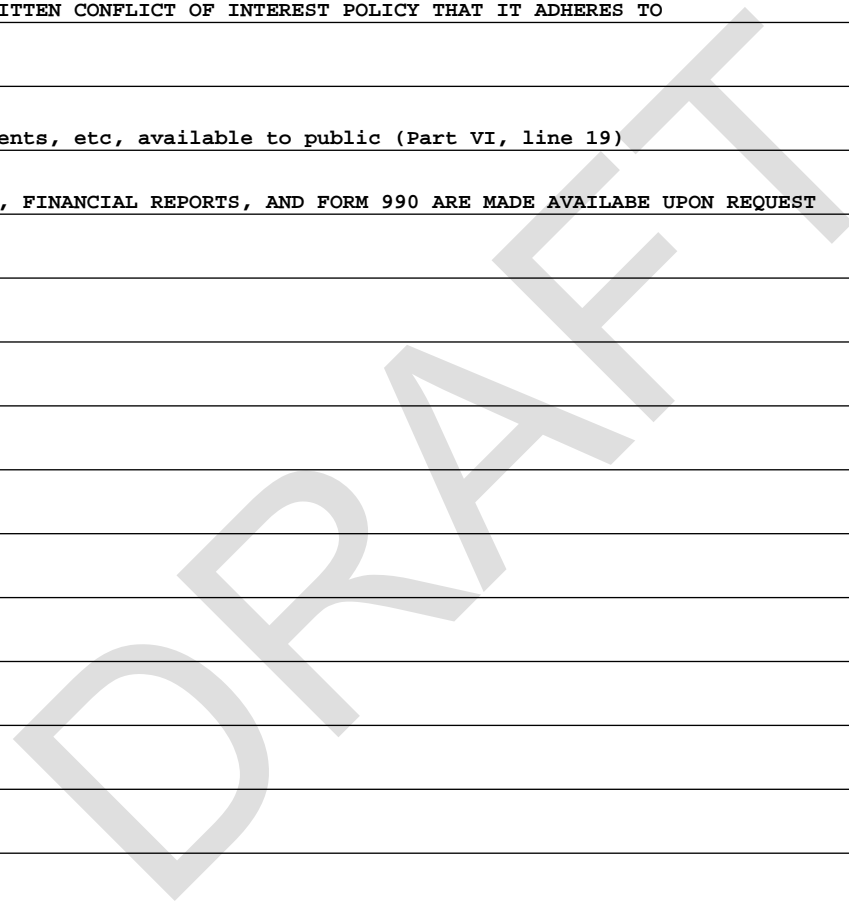 ITTEN CONFLICT OF INTEREST POLICY THAT IT ADHERES TO
ents, etc, available to public (Part VI, line 19)
, FINANCIAL REPORTS, AND FORM 990 ARE MADE AVAILABE UPON REQUEST
DRAFT